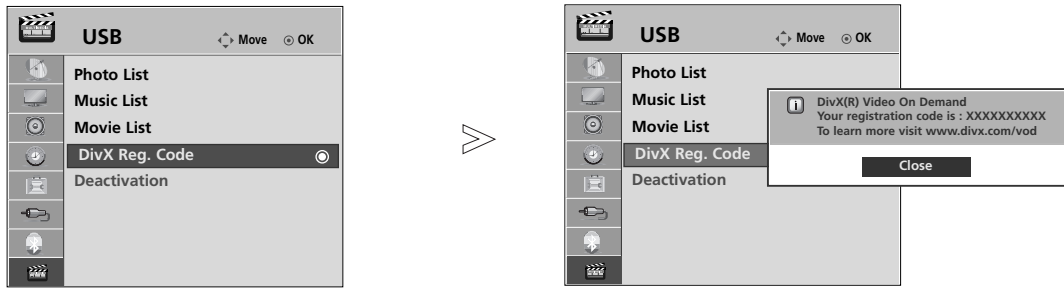 USB
Move
OK
Photo List
Music List
Movie List
DivX Reg. Code
Deactivation
USB
Move
OK
Photo List
Music List
Movie List
DivX Reg. Code
Deactivation
DivX(R) Video On Demand
Your registration code is : XXXXXXXXXX
To learn more visit www.divx.com/vod
Close